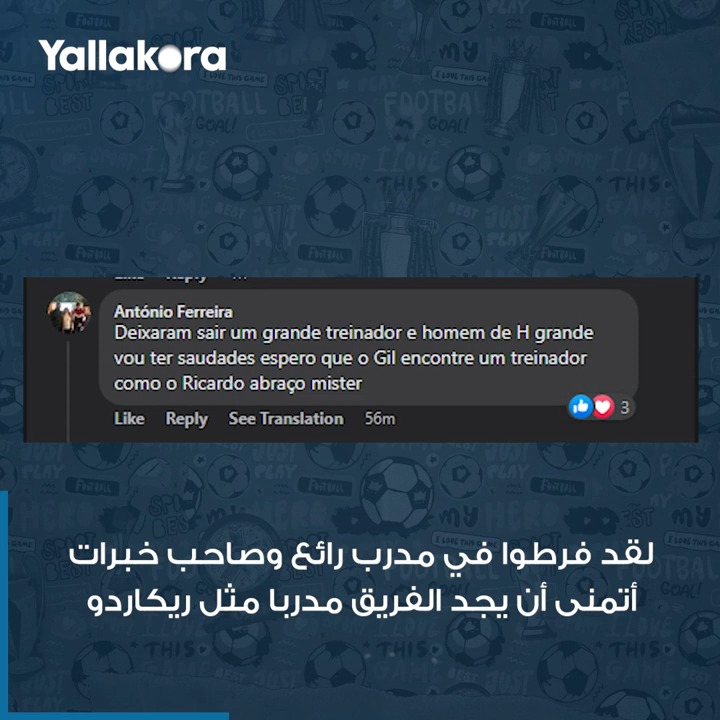 Yallakora
António Ferreira
Deixaram sair um grande treinador e homem de H grande
vou ter saudades espero que o Gil encontre um treinador
como o Ricardo abraço mister
Like Reply See Translation 56m
3
لقد فرطوا في مدرب رائع وصاحب خبرات
أتمنى أن يجد الفريق مدربا مثل ريكاردو